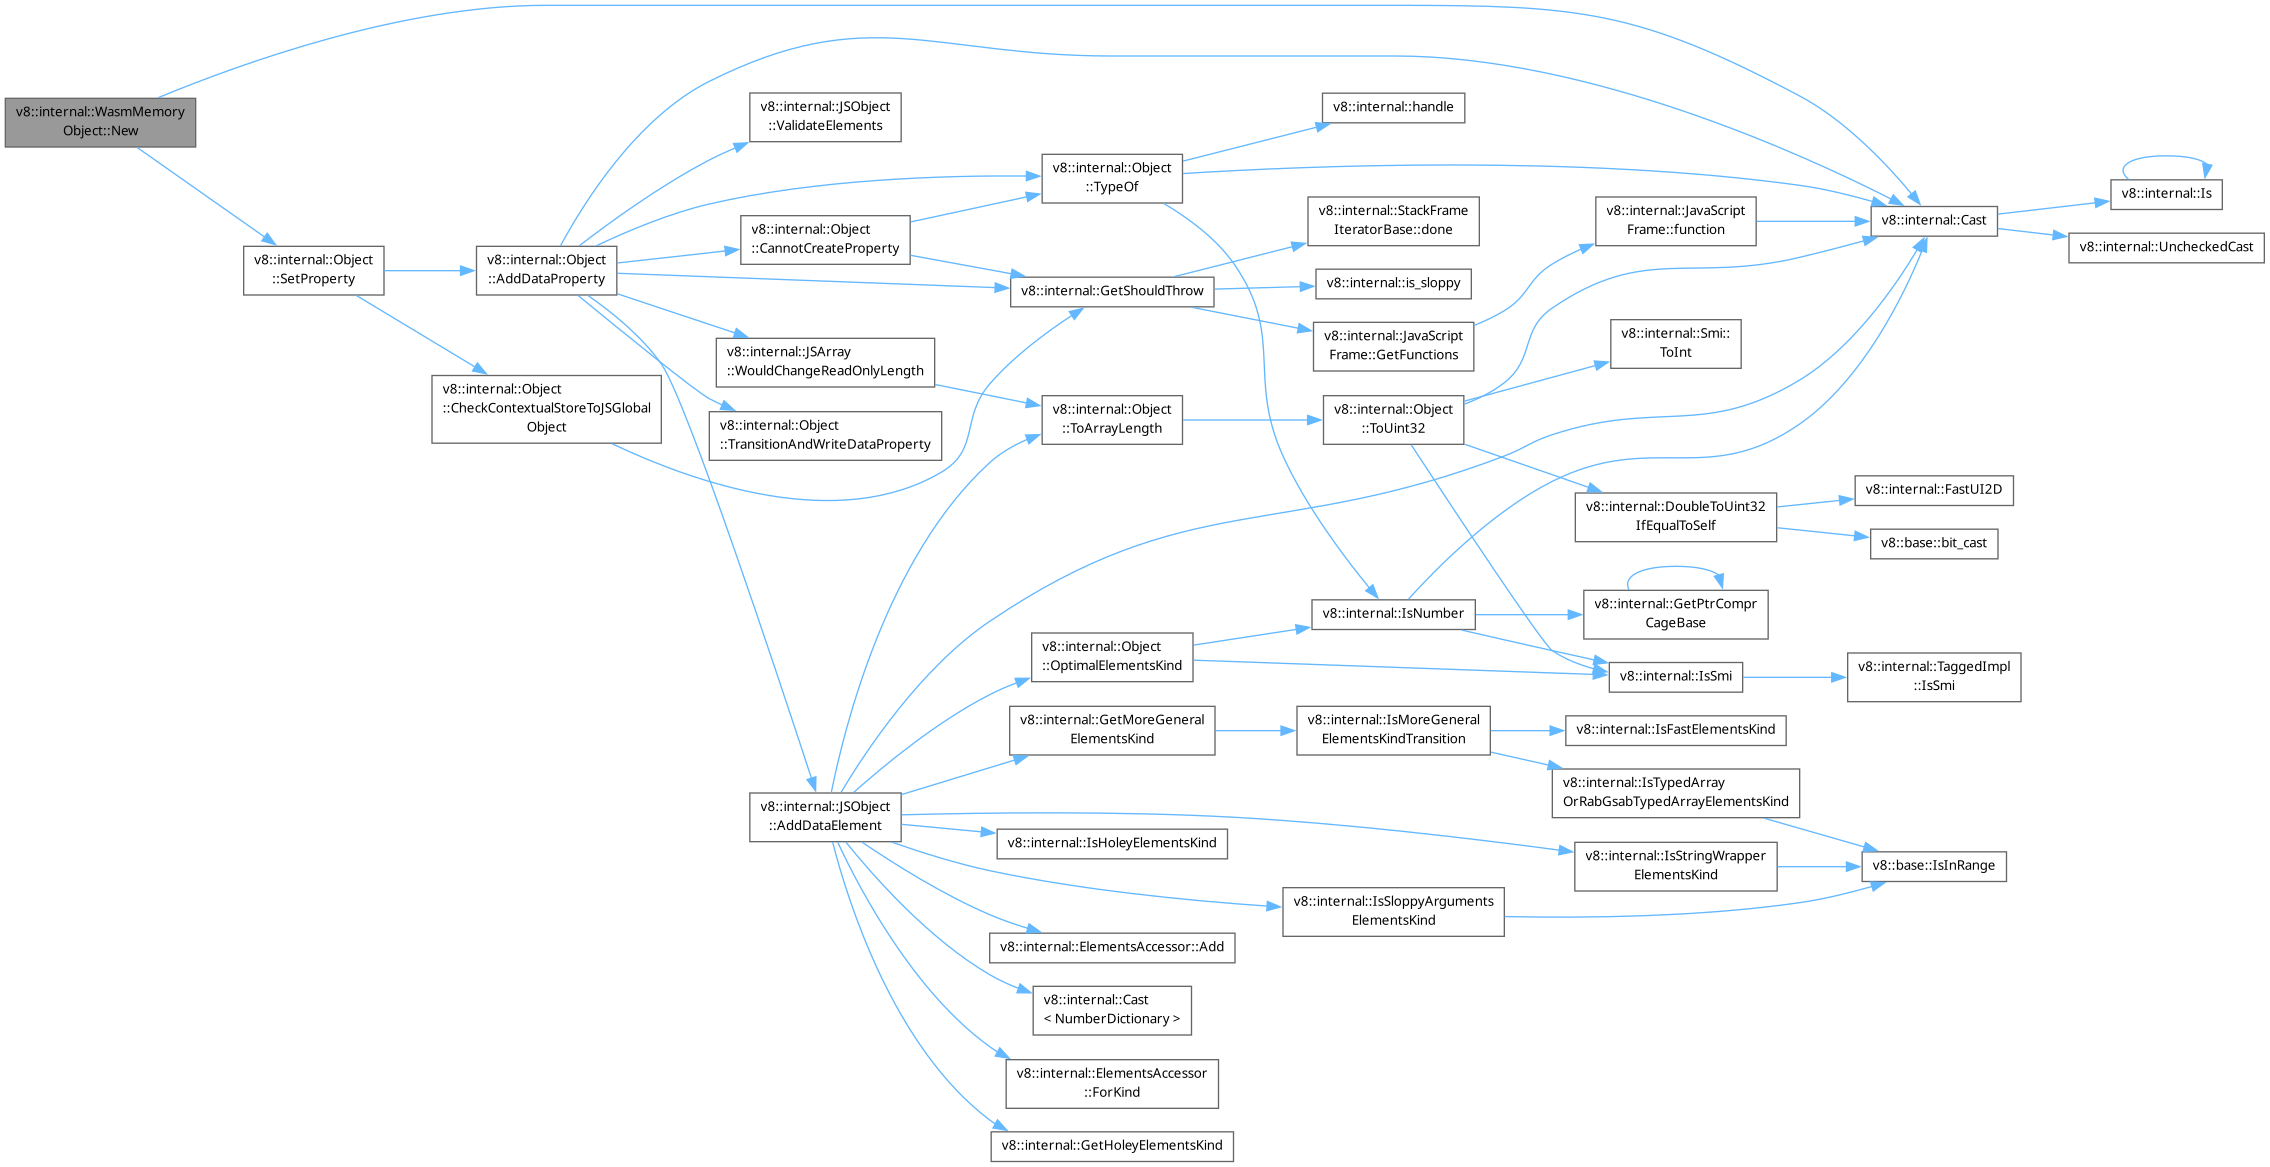 v8::internal::WasmMemory
Object::New
v8::internal::Object
::SetProperty
v8::internal::Object
::AddDataProperty
v8::internal::Object
::CheckContextualStoreToJSGlobal
Object
v8::internal::JSObject
::ValidateElements
v8::internal::Object
::CannotCreateProperty
v8::internal::JSArray
::WouldChangeReadOnlyLength
v8::internal::Object
::TransitionAndWriteDataProperty
v8::internal::JSObject
::AddDataElement
v8::internal::Object
::TypeOf
v8::internal::GetShouldThrow
v8::internal::Object
::ToArrayLength
v8::internal::Object
::OptimalElementsKind
v8::internal::GetMoreGeneral
ElementsKind
v8::internal::IsHoleyElementsKind
v8::internal::ElementsAccessor::Add
v8::internal::Cast
< NumberDictionary >
v8::internal::ElementsAccessor
::ForKind
v8::internal::GetHoleyElementsKind
v8::internal::handle
v8::internal::StackFrame
IteratorBase::done
v8::internal::is_sloppy
v8::internal::JavaScript
Frame::GetFunctions
v8::internal::Object
::ToUint32
v8::internal::IsNumber
v8::internal::IsMoreGeneral
ElementsKindTransition
v8::internal::IsSloppyArguments
ElementsKind
v8::internal::JavaScript
Frame::function
v8::internal::Smi::
ToInt
v8::internal::DoubleToUint32
IfEqualToSelf
v8::internal::GetPtrCompr
CageBase
v8::internal::IsSmi
v8::internal::IsFastElementsKind
v8::internal::IsTypedArray
OrRabGsabTypedArrayElementsKind
v8::internal::IsStringWrapper
ElementsKind
v8::internal::Cast
v8::internal::FastUI2D
v8::base::bit_cast
v8::internal::TaggedImpl
::IsSmi
v8::base::IsInRange
v8::internal::Is
v8::internal::UncheckedCast